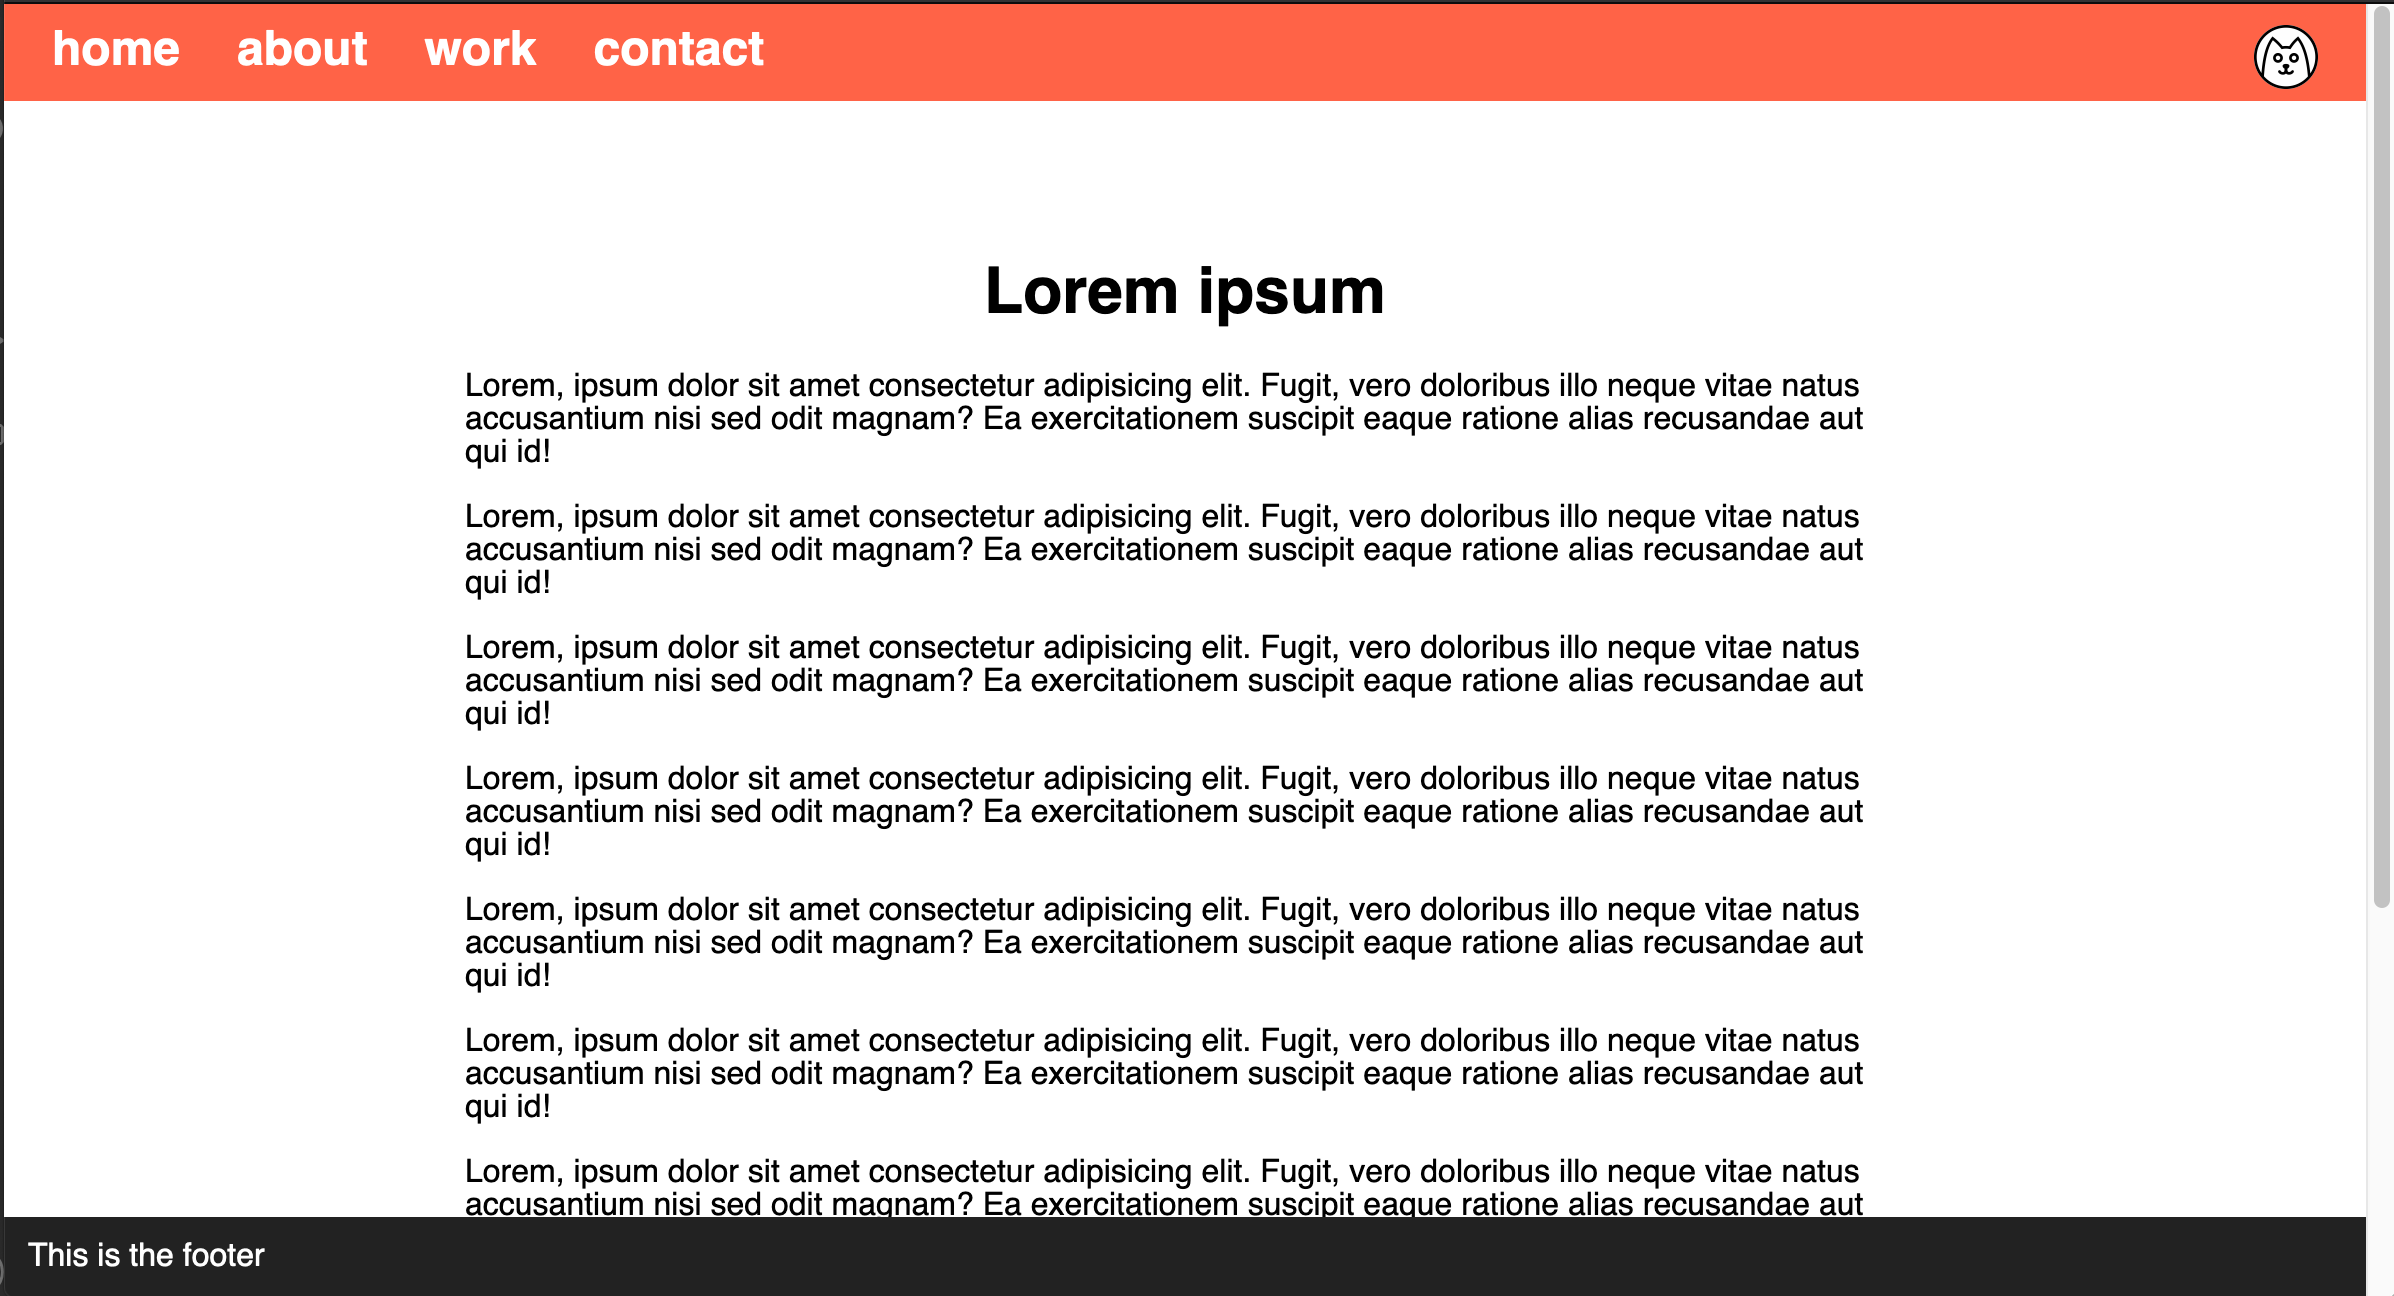 home about work contact
Lorem ipsum
Lorem, ipsum dolor sit amet consectetur adipisicing elit. Fugit, vero doloribus illo neque vitae natus
accusantium nisi sed odit magnam? Ea exercitationem suscipit eaque ratione alias recusandae aut
qui id!
Lorem, ipsum dolor sit amet consectetur adipisicing elit. Fugit, vero doloribus illo neque vitae natus
accusantium nisi sed odit magnam? Ea exercitationem suscipit eaque ratione alias recusandae aut
qui id!
Lorem, ipsum dolor sit amet consectetur adipisicing elit. Fugit, vero doloribus illo neque vitae natus
accusantium nisi sed odit magnam? Ea exercitationem suscipit eaque ratione alias recusandae aut
qui id!
Lorem, ipsum dolor sit amet consectetur adipisicing elit. Fugit, vero doloribus illo neque vitae natus
accusantium nisi sed odit magnam? Ea exercitationem suscipit eaque ratione alias recusandae aut
qui id!
Lorem, ipsum dolor sit amet consectetur adipisicing elit. Fugit, vero doloribus illo neque vitae natus
accusantium nisi sed odit magnam? Ea exercitationem suscipit eaque ratione alias recusandae aut
qui id!
Lorem, ipsum dolor sit amet consectetur adipisicing elit. Fugit, vero doloribus illo neque vitae natus
accusantium nisi sed odit magnam? Ea exercitationem suscipit eaque ratione alias recusandae aut
qui id!
Lorem, ipsum dolor sit amet consectetur adipisicing elit. Fugit, vero doloribus illo neque vitae natus
accusantium nisi sed odit magnam? Ea exercitationem suscipit eaque ratione alias recusandae aut
This is the footer